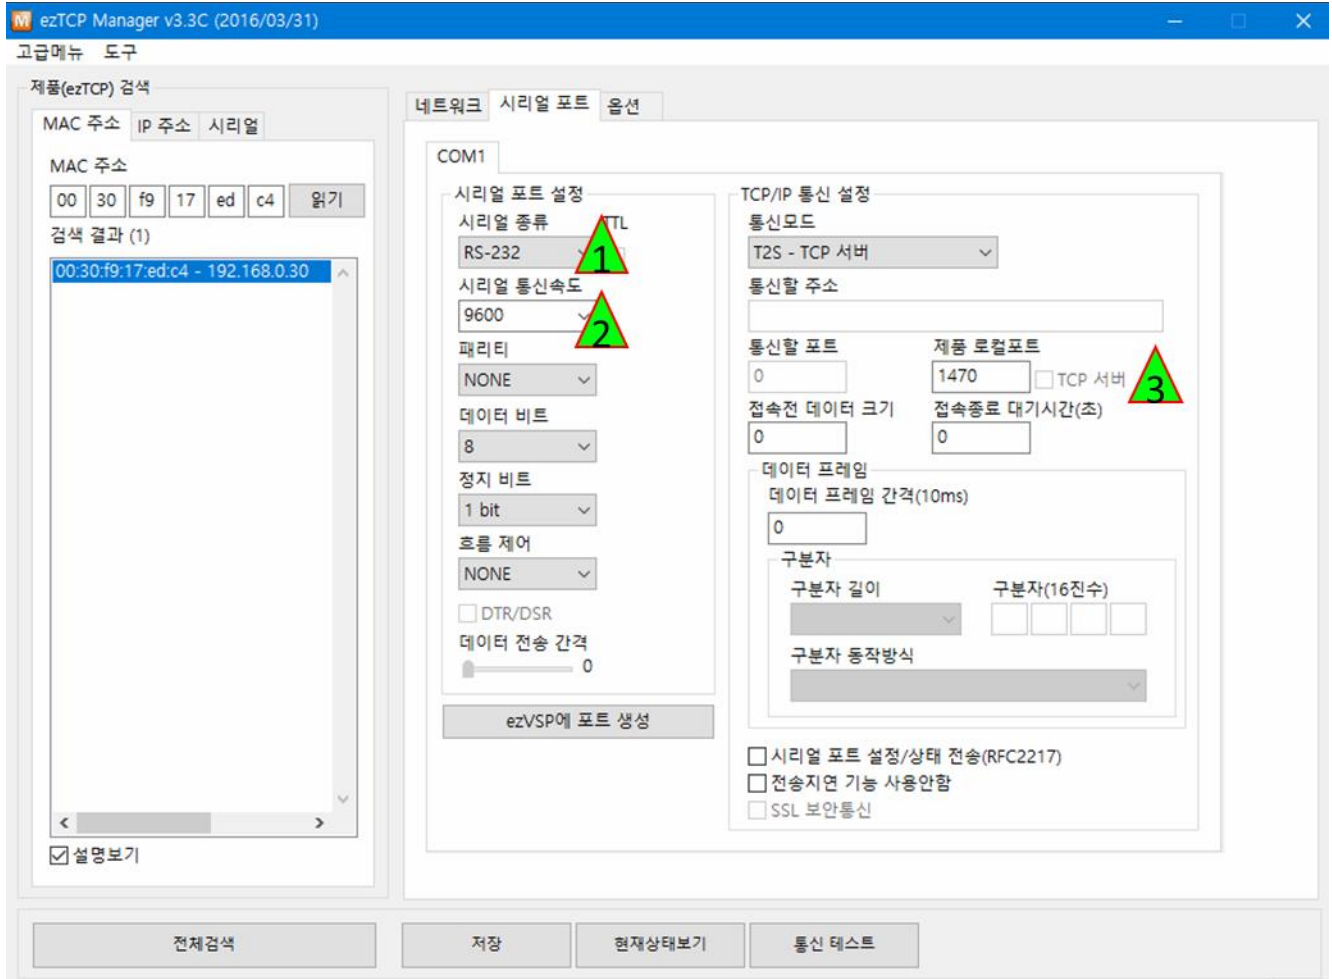 ezTCP Manager v3.3C (2016/03/31)
고급메뉴 도구
제품(ezTCP) 검색
MAC 주소 IP 주소 시리얼
MAC 주소
00 30 f9 17 ed c4 읽기
검색 결과 (1)
00:30:f9:17:ed:c4 - 192.168.0.30
설명보기
네트워크 시리얼 포트 옵션
COM1
시리얼 포트 설정
시리얼 종류
RS-232
1
시리얼 통신속도
9600
2
패리티
NONE
데이터 비트
8
정지 비트
1 bit
흐름 제어
NONE
DTR/DSR
데이터 전송 간격
0
ezVSP에 포트 생성
TCP/IP 통신 설정
통신모드
T2S - TCP 서버
통신할 주소
통신할 포트 제품 로컬포트
0 1470 TCP 서버 3
접속전 데이터 크기 접속종료 대기시간(초)
0 0
데이터 프레임
데이터 프레임 간격(10ms)
0
구분자
구분자 길이 구분자(16진수)
구분자 동작방식
시리얼 포트 설정/상태 전송(RFC2217)
전송지연 기능 사용안함
SSL 보안통신
전체검색 저장 현재상태보기 통신 테스트